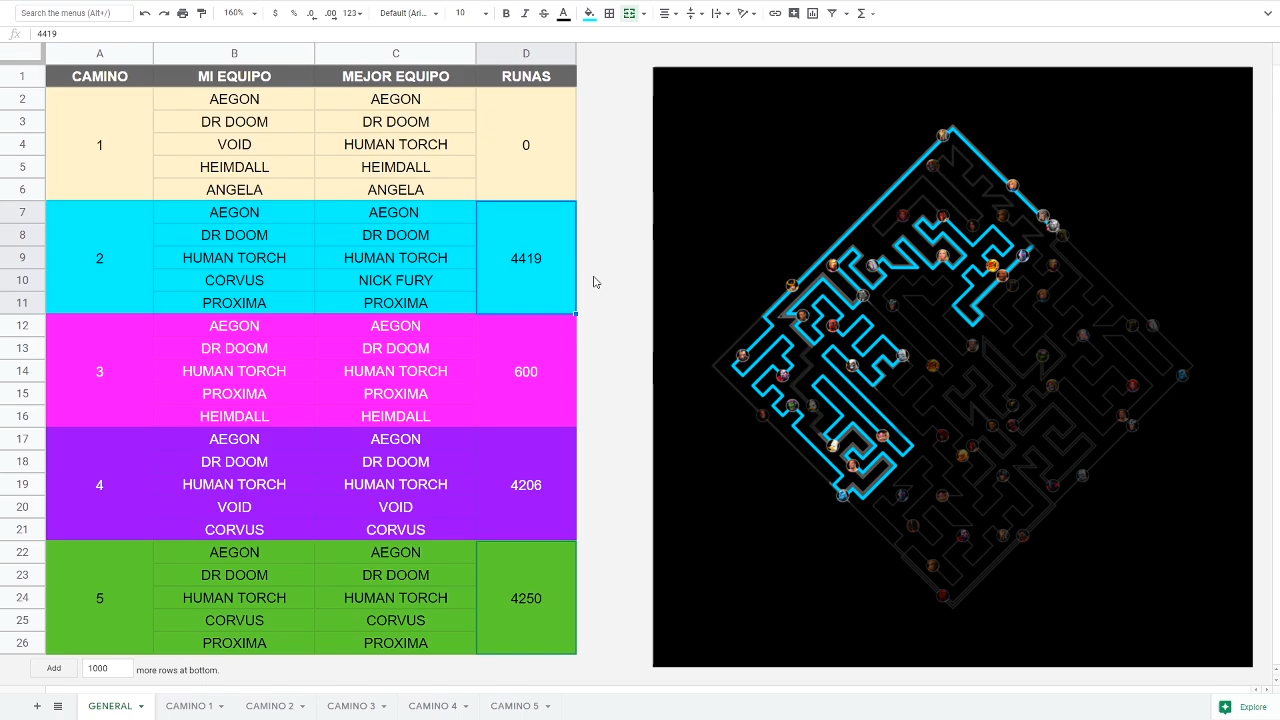 Search menus (Alt+/) 160% $ % .0 .00 123 Default (Ari... 10 B I S A
fx 4419
A B C D
1 CAMINO MI EQUIPO MEJOR EQUIPO RUNAS
2 AEGON AEGON
3 DR DOOM DR DOOM
4 1 VOID HUMAN TORCH 0
5 HEIMDALL HEIMDALL
6 ANGELA ANGELA
7 AEGON AEGON
8 DR DOOM DR DOOM
9 2 HUMAN TORCH HUMAN TORCH 4419
10 CORVUS NICK FURY
11 PROXIMA PROXIMA
12 AEGON AEGON
13 DR DOOM DR DOOM
14 3 HUMAN TORCH HUMAN TORCH 600
15 PROXIMA PROXIMA
16 HEIMDALL HEIMDALL
17 AEGON AEGON
18 DR DOOM DR DOOM
19 4 HUMAN TORCH HUMAN TORCH 4206
20 VOID VOID
21 CORVUS CORVUS
22 AEGON AEGON
23 DR DOOM DR DOOM
24 5 HUMAN TORCH HUMAN TORCH 4250
25 CORVUS CORVUS
26 PROXIMA PROXIMA
Add 1000 more rows at bottom.
GENERAL CAMINO 1 CAMINO 2 CAMINO 3 CAMINO 4 CAMINO 5 Explore